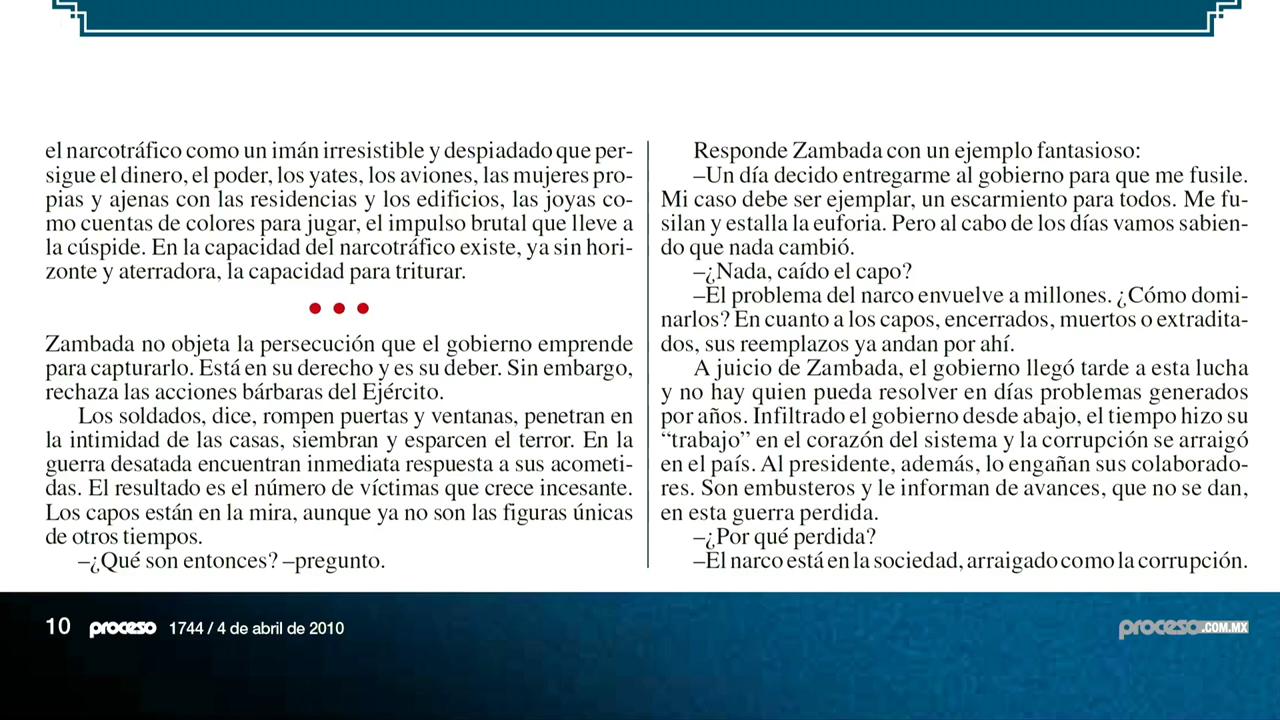 el narcotráfico como un imán irresistible y despiadado que per-
sigue el dinero, el poder, los yates, los aviones, las mujeres pro-
pias y ajenas con las residencias y los edificios, las joyas co-
mo cuentas de colores para jugar, el impulso brutal que lleve a
la cúspide. En la capacidad del narcotráfico existe, ya sin hori-
zonte y aterradora, la capacidad para triturar.
Zambada no objeta la persecución que el gobierno emprende
para capturarlo. Está en su derecho y es su deber. Sin embargo,
rechaza las acciones bárbaras del Ejército.
Los soldados, dice, rompen puertas y ventanas, penetran en
la intimidad de las casas, siembran y esparcen el terror. En la
guerra desatada encuentran inmediata respuesta a sus acometi-
das. El resultado es el número de víctimas que crece incesante.
Los capos están en la mira, aunque ya no son las figuras únicas
de otros tiempos.
–¿Qué son entonces? –pregunto.
Responde Zambada con un ejemplo fantasioso:
–Un día decido entregarme al gobierno para que me fusile.
Mi caso debe ser ejemplar, un escarmiento para todos. Me fu-
silan y estalla la euforia. Pero al cabo de los días vamos sabien-
do que nada cambió.
–¿Nada, caído el capo?
–El problema del narco envuelve a millones. ¿Cómo domi-
narlos? En cuanto a los capos, encerrados, muertos o extradita-
dos, sus reemplazos ya andan por ahí.
A juicio de Zambada, el gobierno llegó tarde a esta lucha
y no hay quien pueda resolver en días problemas generados
por años. Infiltrado el gobierno desde abajo, el tiempo hizo su
“trabajo” en el corazón del sistema y la corrupción se arraigó
en el país. Al presidente, además, lo engañan sus colaborado-
res. Son embusteros y le informan de avances, que no se dan,
en esta guerra perdida.
–¿Por qué perdida?
–El narco está en la sociedad, arraigado como la corrupción.
10 proceso 1744 / 4 de abril de 2010
proceso.COM.MX